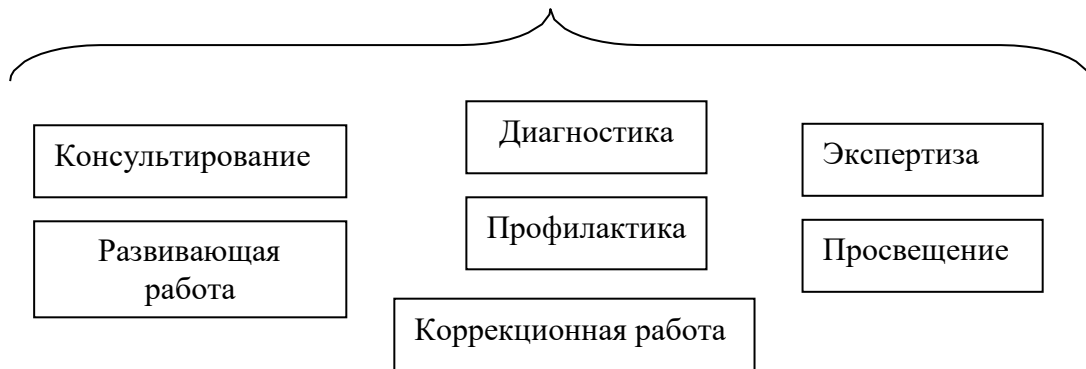 Диагностика
Консультирование
Экспертиза
Профилактика
Развивающая
работа
Просвещение
Коррекционная работа